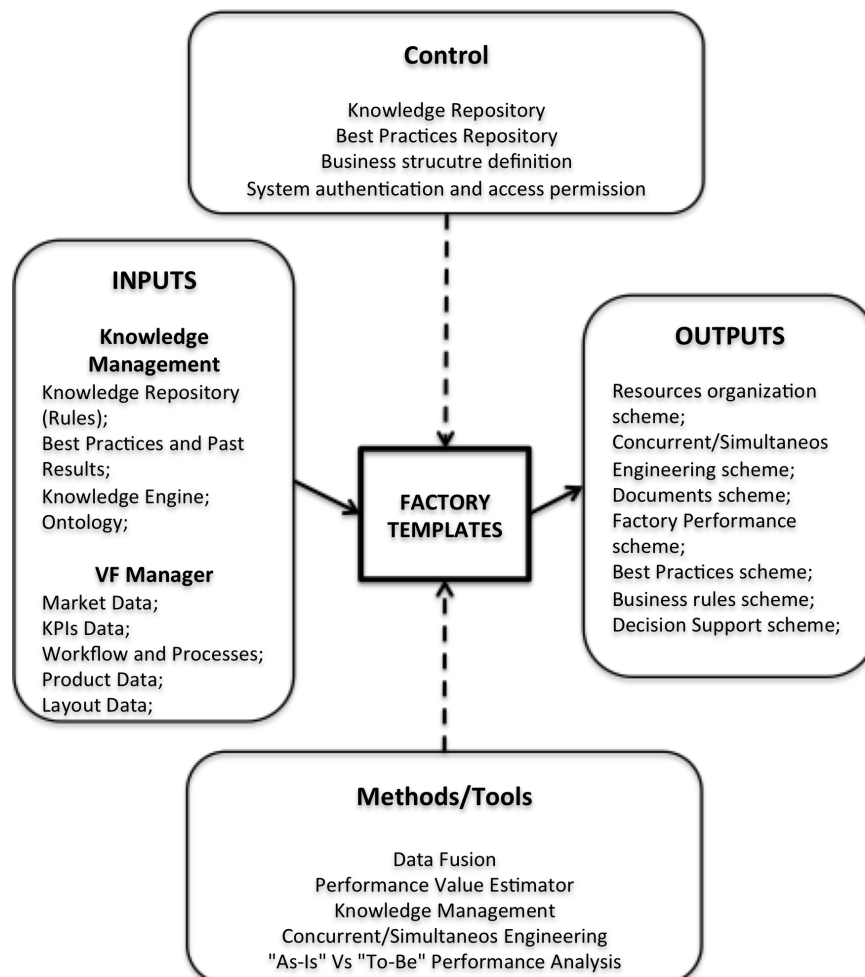 Control
Knowledge Repository
Best Practices Repository
Business strucutre definition
System authentication and access permission
INPUTS
Knowledge
Management
Knowledge Repository
(Rules);
Best Practices and Past
Results;
Knowledge Engine;
Ontology;
VF Manager
Market Data;
KPIs Data;
Workflow and Processes;
Product Data;
Layout Data;
FACTORY
TEMPLATES
OUTPUTS
Resources organization
scheme;
Concurrent/Simultaneos
Engineering scheme;
Documents scheme;
Factory Performance
scheme;
Best Practices scheme;
Business rules scheme;
Decision Support scheme;
Methods/Tools
Data Fusion
Performance Value Estimator
Knowledge Management
Concurrent/Simultaneos Engineering
"As-Is" Vs "To-Be" Performance Analysis